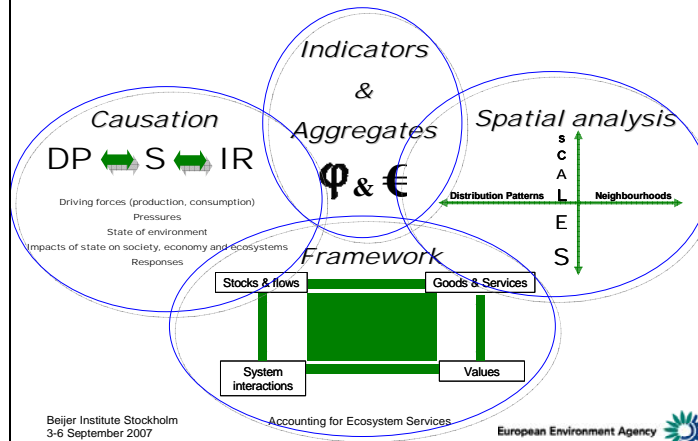 Indicators
&
Aggregates
φ & €
Causation
DP S IR
Driving forces (production, consumption)
Pressures
State of environment
Impacts of state on society, economy and ecosystems
Responses
Spatial analysis
SCALES
Distribution Patterns
Neighbourhoods
Framework
Stocks & flows
Goods & Services
System
interactions
Values
Beijer Institute Stockholm
3-6 September 2007
Accounting for Ecosystem Services
European Environment Agency